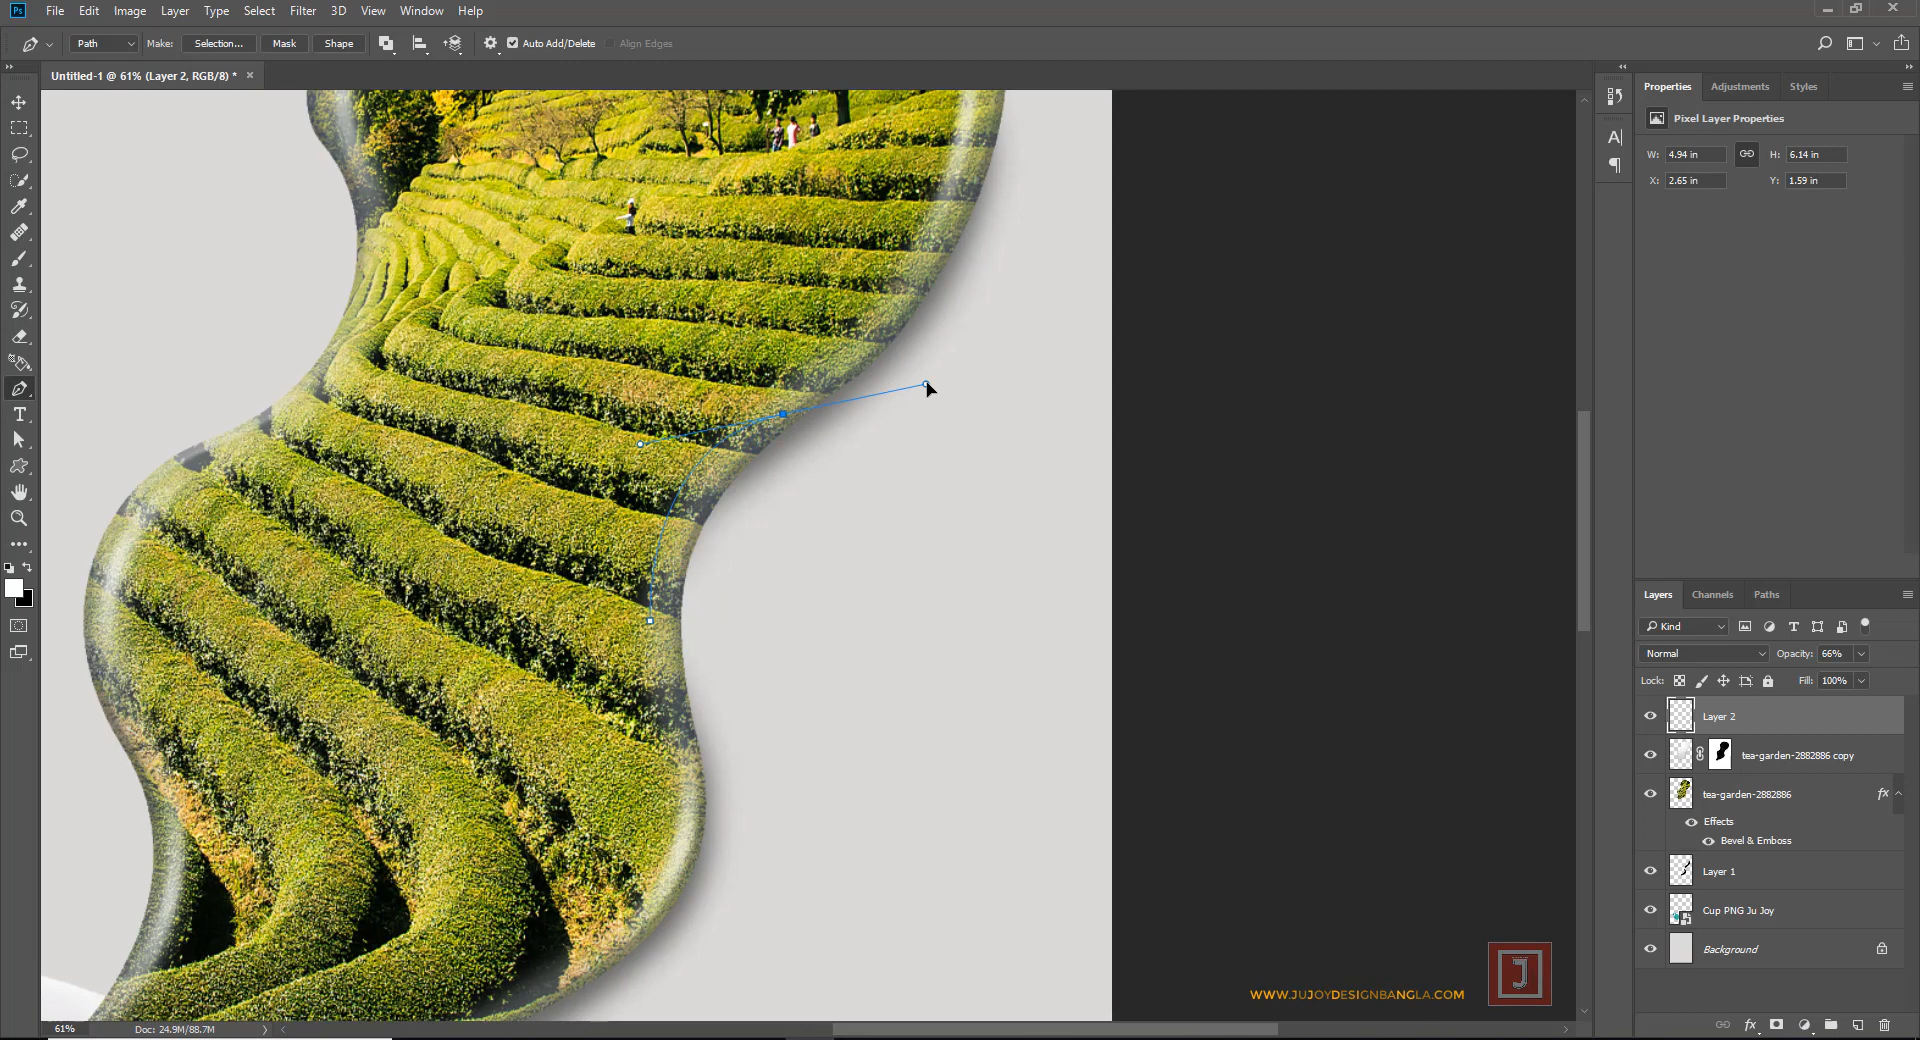 Ps File Edit Image Layer Type Select Filter 3D View Window Help
Path Make: Selection... Mask Shape Auto Add/Delete Align Edges
Untitled-1 @ 61% (Layer 2, RGB/8) *
Properties Adjustments Styles
Pixel Layer Properties
W: 4.94 in H: 6.14 in
X: 2.65 in Y: 1.59 in
Layers Channels Paths
Kind
Normal Opacity: 66%
Lock: Fill: 100%
Layer 2
tea-garden-2882886 copy
tea-garden-2882886 fx
Effects
Bevel & Emboss
Layer 1
Cup PNG Ju Joy
Background
J
WWW.JUJOYDESIGNBANGLA.COM
61% Doc: 24.9M/88.7M
fx